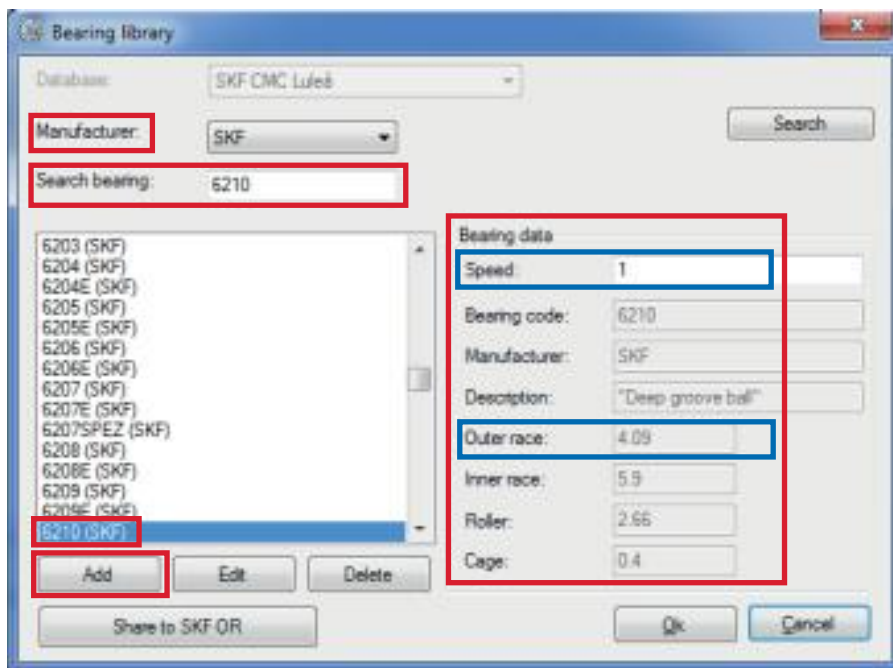 Bearing library
Database: SKF CMC Luleå
Manufacturer: SKF
Search
Search bearing: 6210
6203 (SKF)
6204 (SKF)
6204E (SKF)
6205 (SKF)
6205E (SKF)
6206 (SKF)
6206E (SKF)
6207 (SKF)
6207E (SKF)
6207SPEZ (SKF)
6208 (SKF)
6208E (SKF)
6209 (SKF)
6209E (SKF)
6210 (SKF)
Bearing data
Speed: 1
Bearing code: 6210
Manufacturer: SKF
Description: "Deep groove ball"
Outer race: 4.09
Inner race: 5.9
Roller: 2.66
Cage: 0.4
Add Edit Delete
Share to SKF OR
Ok Cancel